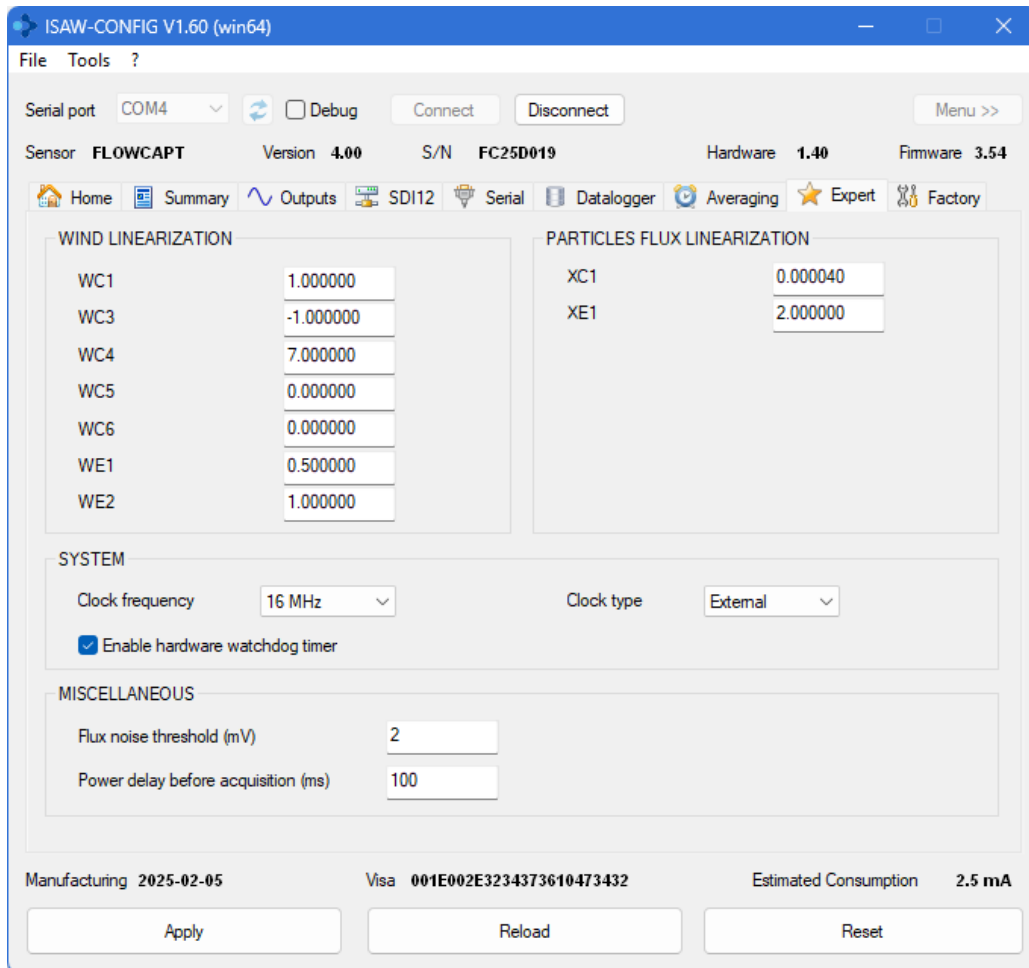 ISAW-CONFIG V1.60 (win64)
File Tools ?
Serial port COM4 Debug Connect Disconnect Menu >>
Sensor FLOWCAPT Version 4.00 S/N FC25D019 Hardware 1.40 Firmware 3.54
Home Summary Outputs SDI12 Serial Datalogger Averaging Expert Factory
WIND LINEARIZATION
WC1 1.000000
WC3 -1.000000
WC4 7.000000
WC5 0.000000
WC6 0.000000
WE1 0.500000
WE2 1.000000
PARTICLES FLUX LINEARIZATION
XC1 0.000040
XE1 2.000000
SYSTEM
Clock frequency 16 MHz Clock type External
Enable hardware watchdog timer
MISCELLANEOUS
Flux noise threshold (mV) 2
Power delay before acquisition (ms) 100
Manufacturing 2025-02-05 Visa 001E002E3234373610473432 Estimated Consumption 2.5 mA
Apply Reload Reset